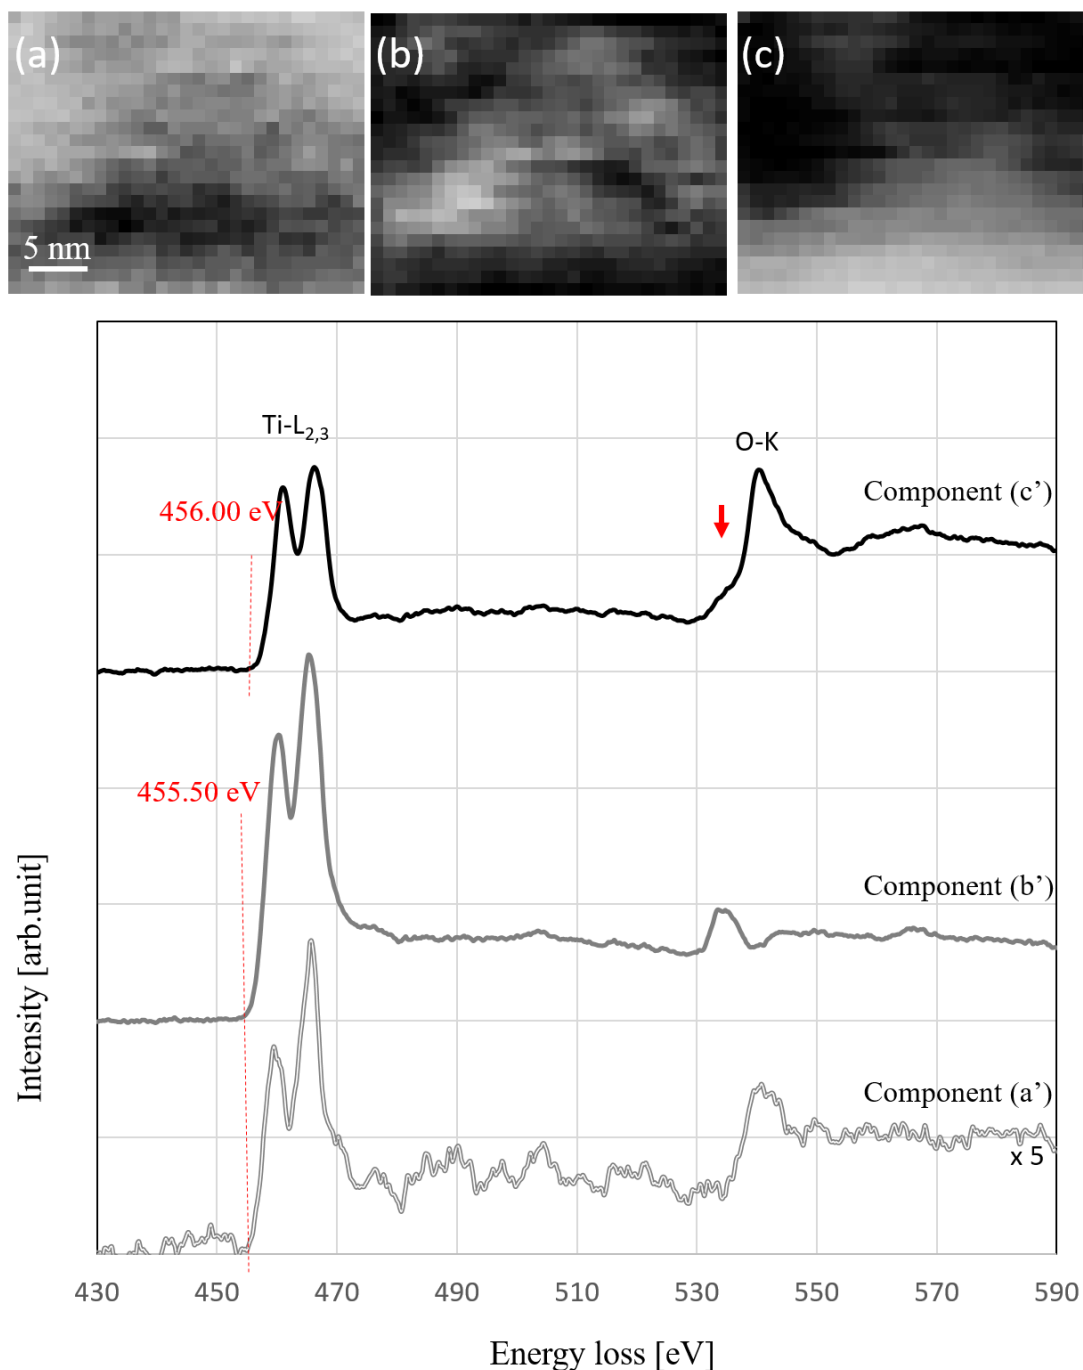 (a)
(b)
(c)
5 nm
Ti-L2,3
O-K
456.00 eV
Component (c’)
455.50 eV
Component (b’)
Component (a’)
x 5
Intensity [arb.unit]
430 450 470 490 510 530 550 570 590
Energy loss [eV]